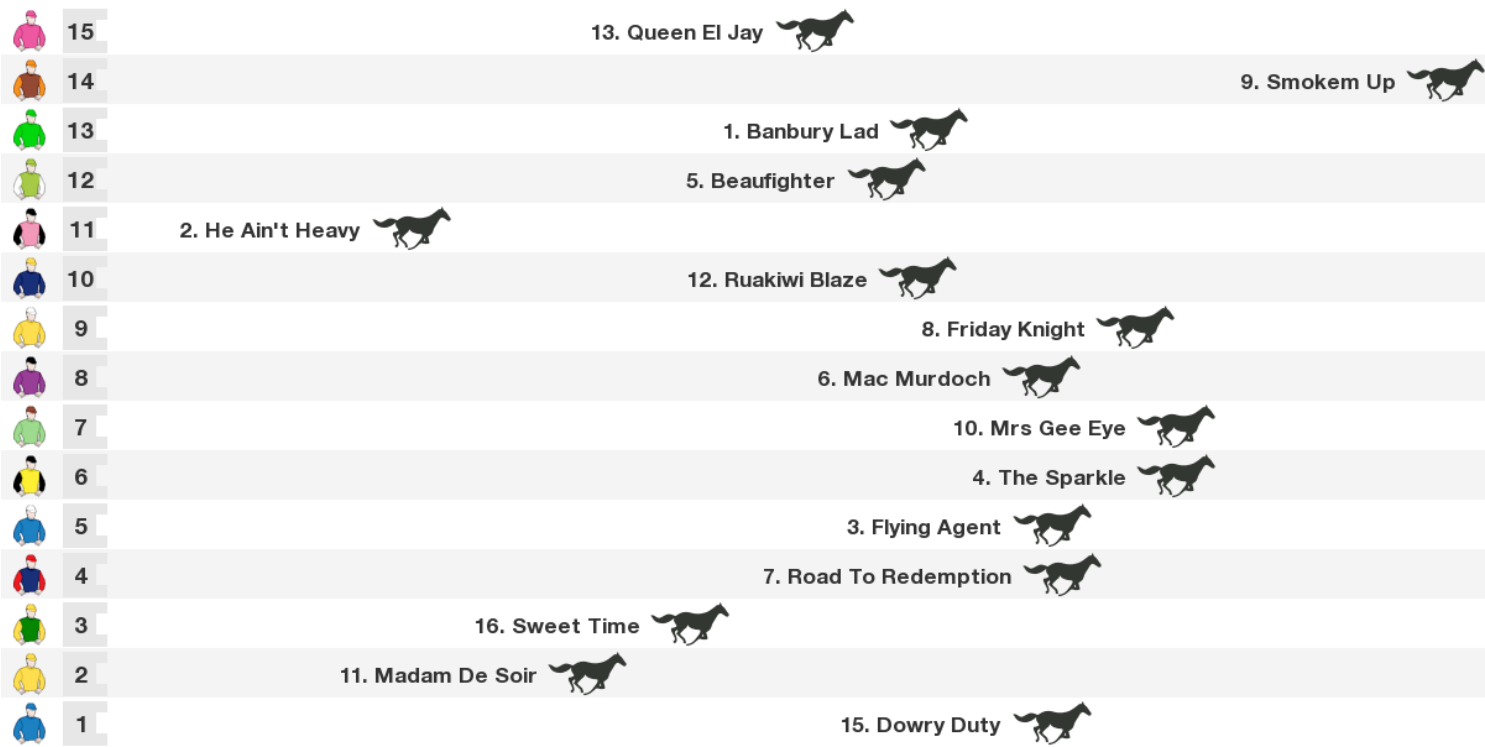 15 13. Queen El Jay
14 9. Smokem Up
13 1. Banbury Lad
12 5. Beaufighter
11 2. He Ain't Heavy
10 12. Ruakiwi Blaze
9 8. Friday Knight
8 6. Mac Murdoch
7 10. Mrs Gee Eye
6 4. The Sparkle
5 3. Flying Agent
4 7. Road To Redemption
3 16. Sweet Time
2 11. Madam De Soir
1 15. Dowry Duty